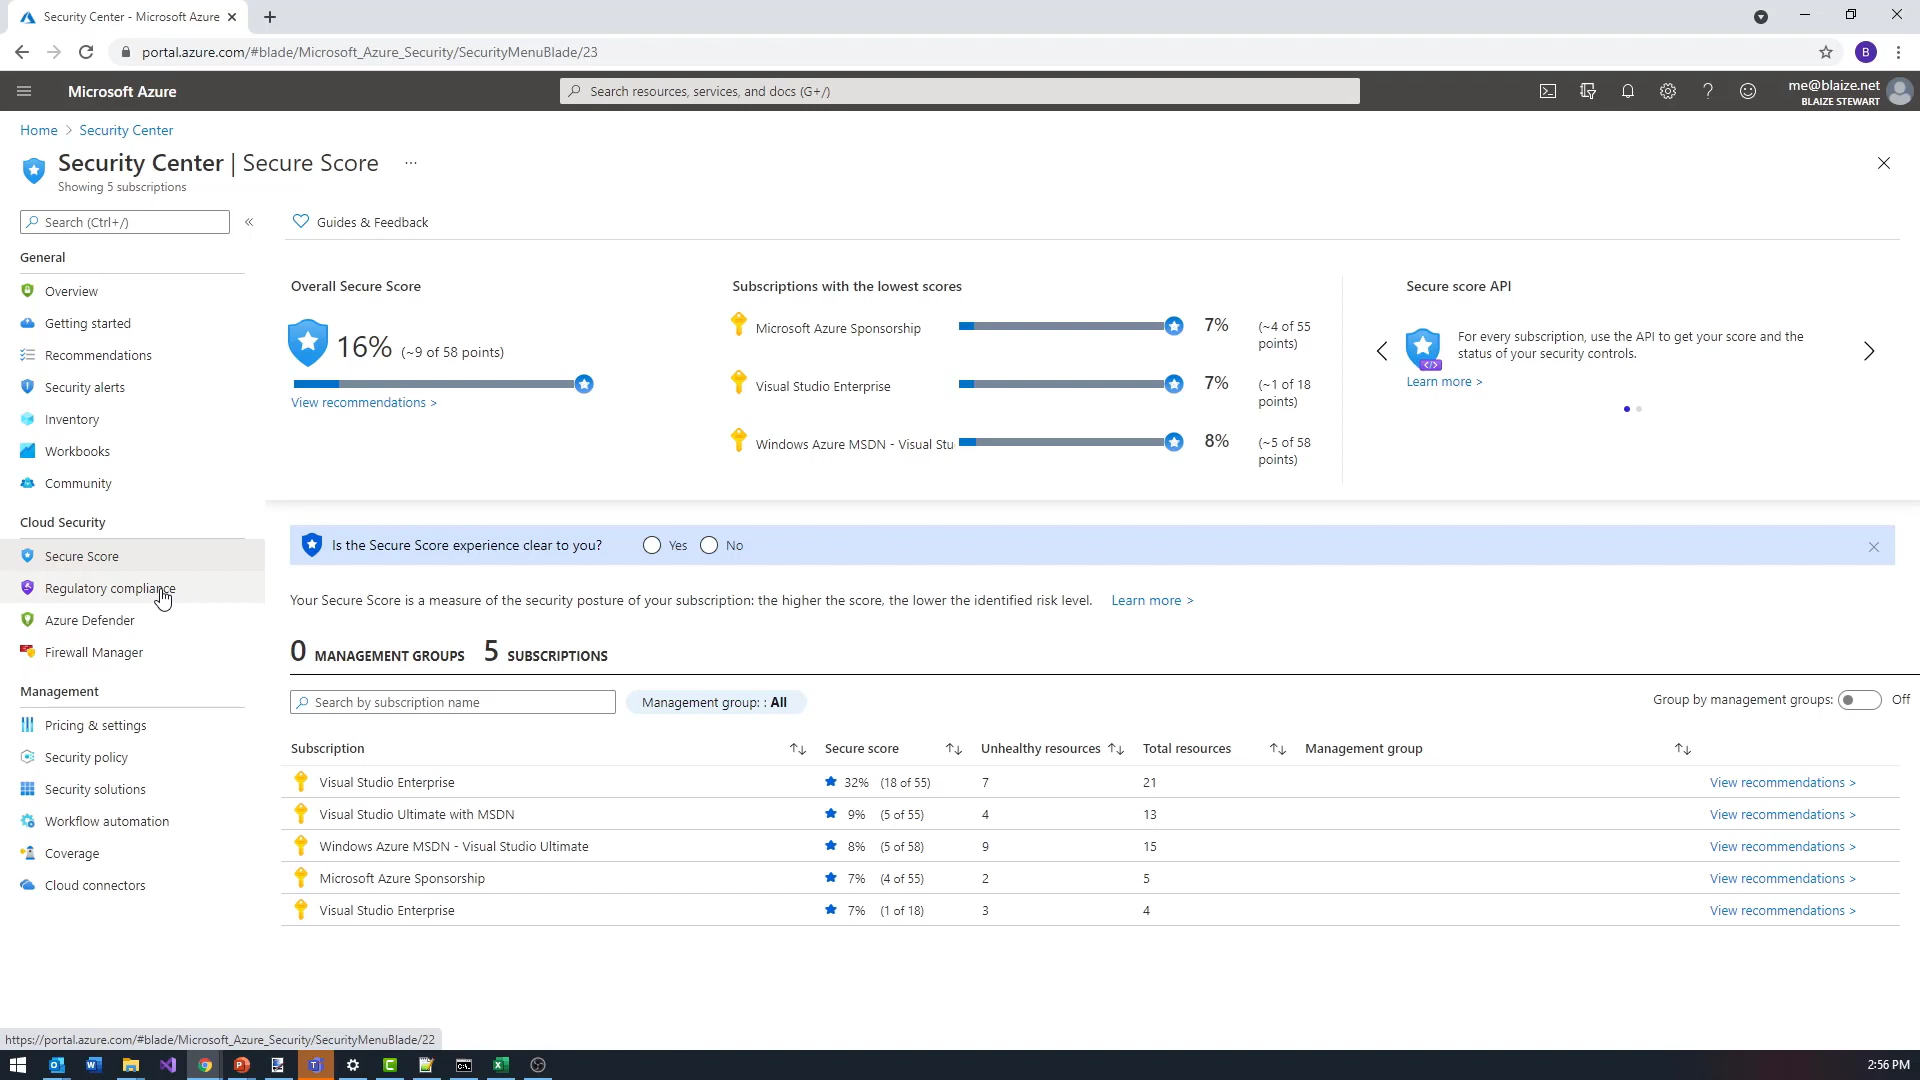 Security Center - Microsoft Azure
portal.azure.com/#blade/Microsoft_Azure_Security/SecurityMenuBlade/23
B
Microsoft Azure
Search resources, services, and docs (G+/)
me@blaize.net
BLAIZE STEWART
Home > Security Center
Security Center | Secure Score ...
Showing 5 subscriptions
Search (Ctrl+/)
«
General
Overview
Getting started
Recommendations
Security alerts
Inventory
Workbooks
Community
Cloud Security
Secure Score
Regulatory compliance
Azure Defender
Firewall Manager
Management
Pricing & settings
Security policy
Security solutions
Workflow automation
Coverage
Cloud connectors
Guides & Feedback
Overall Secure Score
16% (~9 of 58 points)
View recommendations >
Subscriptions with the lowest scores
Microsoft Azure Sponsorship 7% (~4 of 55 points)
Visual Studio Enterprise 7% (~1 of 18 points)
Windows Azure MSDN - Visual Stu 8% (~5 of 58 points)
Secure score API
For every subscription, use the API to get your score and the
status of your security controls.
Learn more >
Is the Secure Score experience clear to you? Yes No
Your Secure Score is a measure of the security posture of your subscription: the higher the score, the lower the identified risk level. Learn more >
0 MANAGEMENT GROUPS 5 SUBSCRIPTIONS
Search by subscription name
Management group: : All
Group by management groups: Off
Subscription Secure score Unhealthy resources Total resources Management group
Visual Studio Enterprise 32% (18 of 55) 7 21 View recommendations >
Visual Studio Ultimate with MSDN 9% (5 of 55) 4 13 View recommendations >
Windows Azure MSDN - Visual Studio Ultimate 8% (5 of 58) 9 15 View recommendations >
Microsoft Azure Sponsorship 7% (4 of 55) 2 5 View recommendations >
Visual Studio Enterprise 7% (1 of 18) 3 4 View recommendations >
https://portal.azure.com/#blade/Microsoft_Azure_Security/SecurityMenuBlade/22
2:56 PM